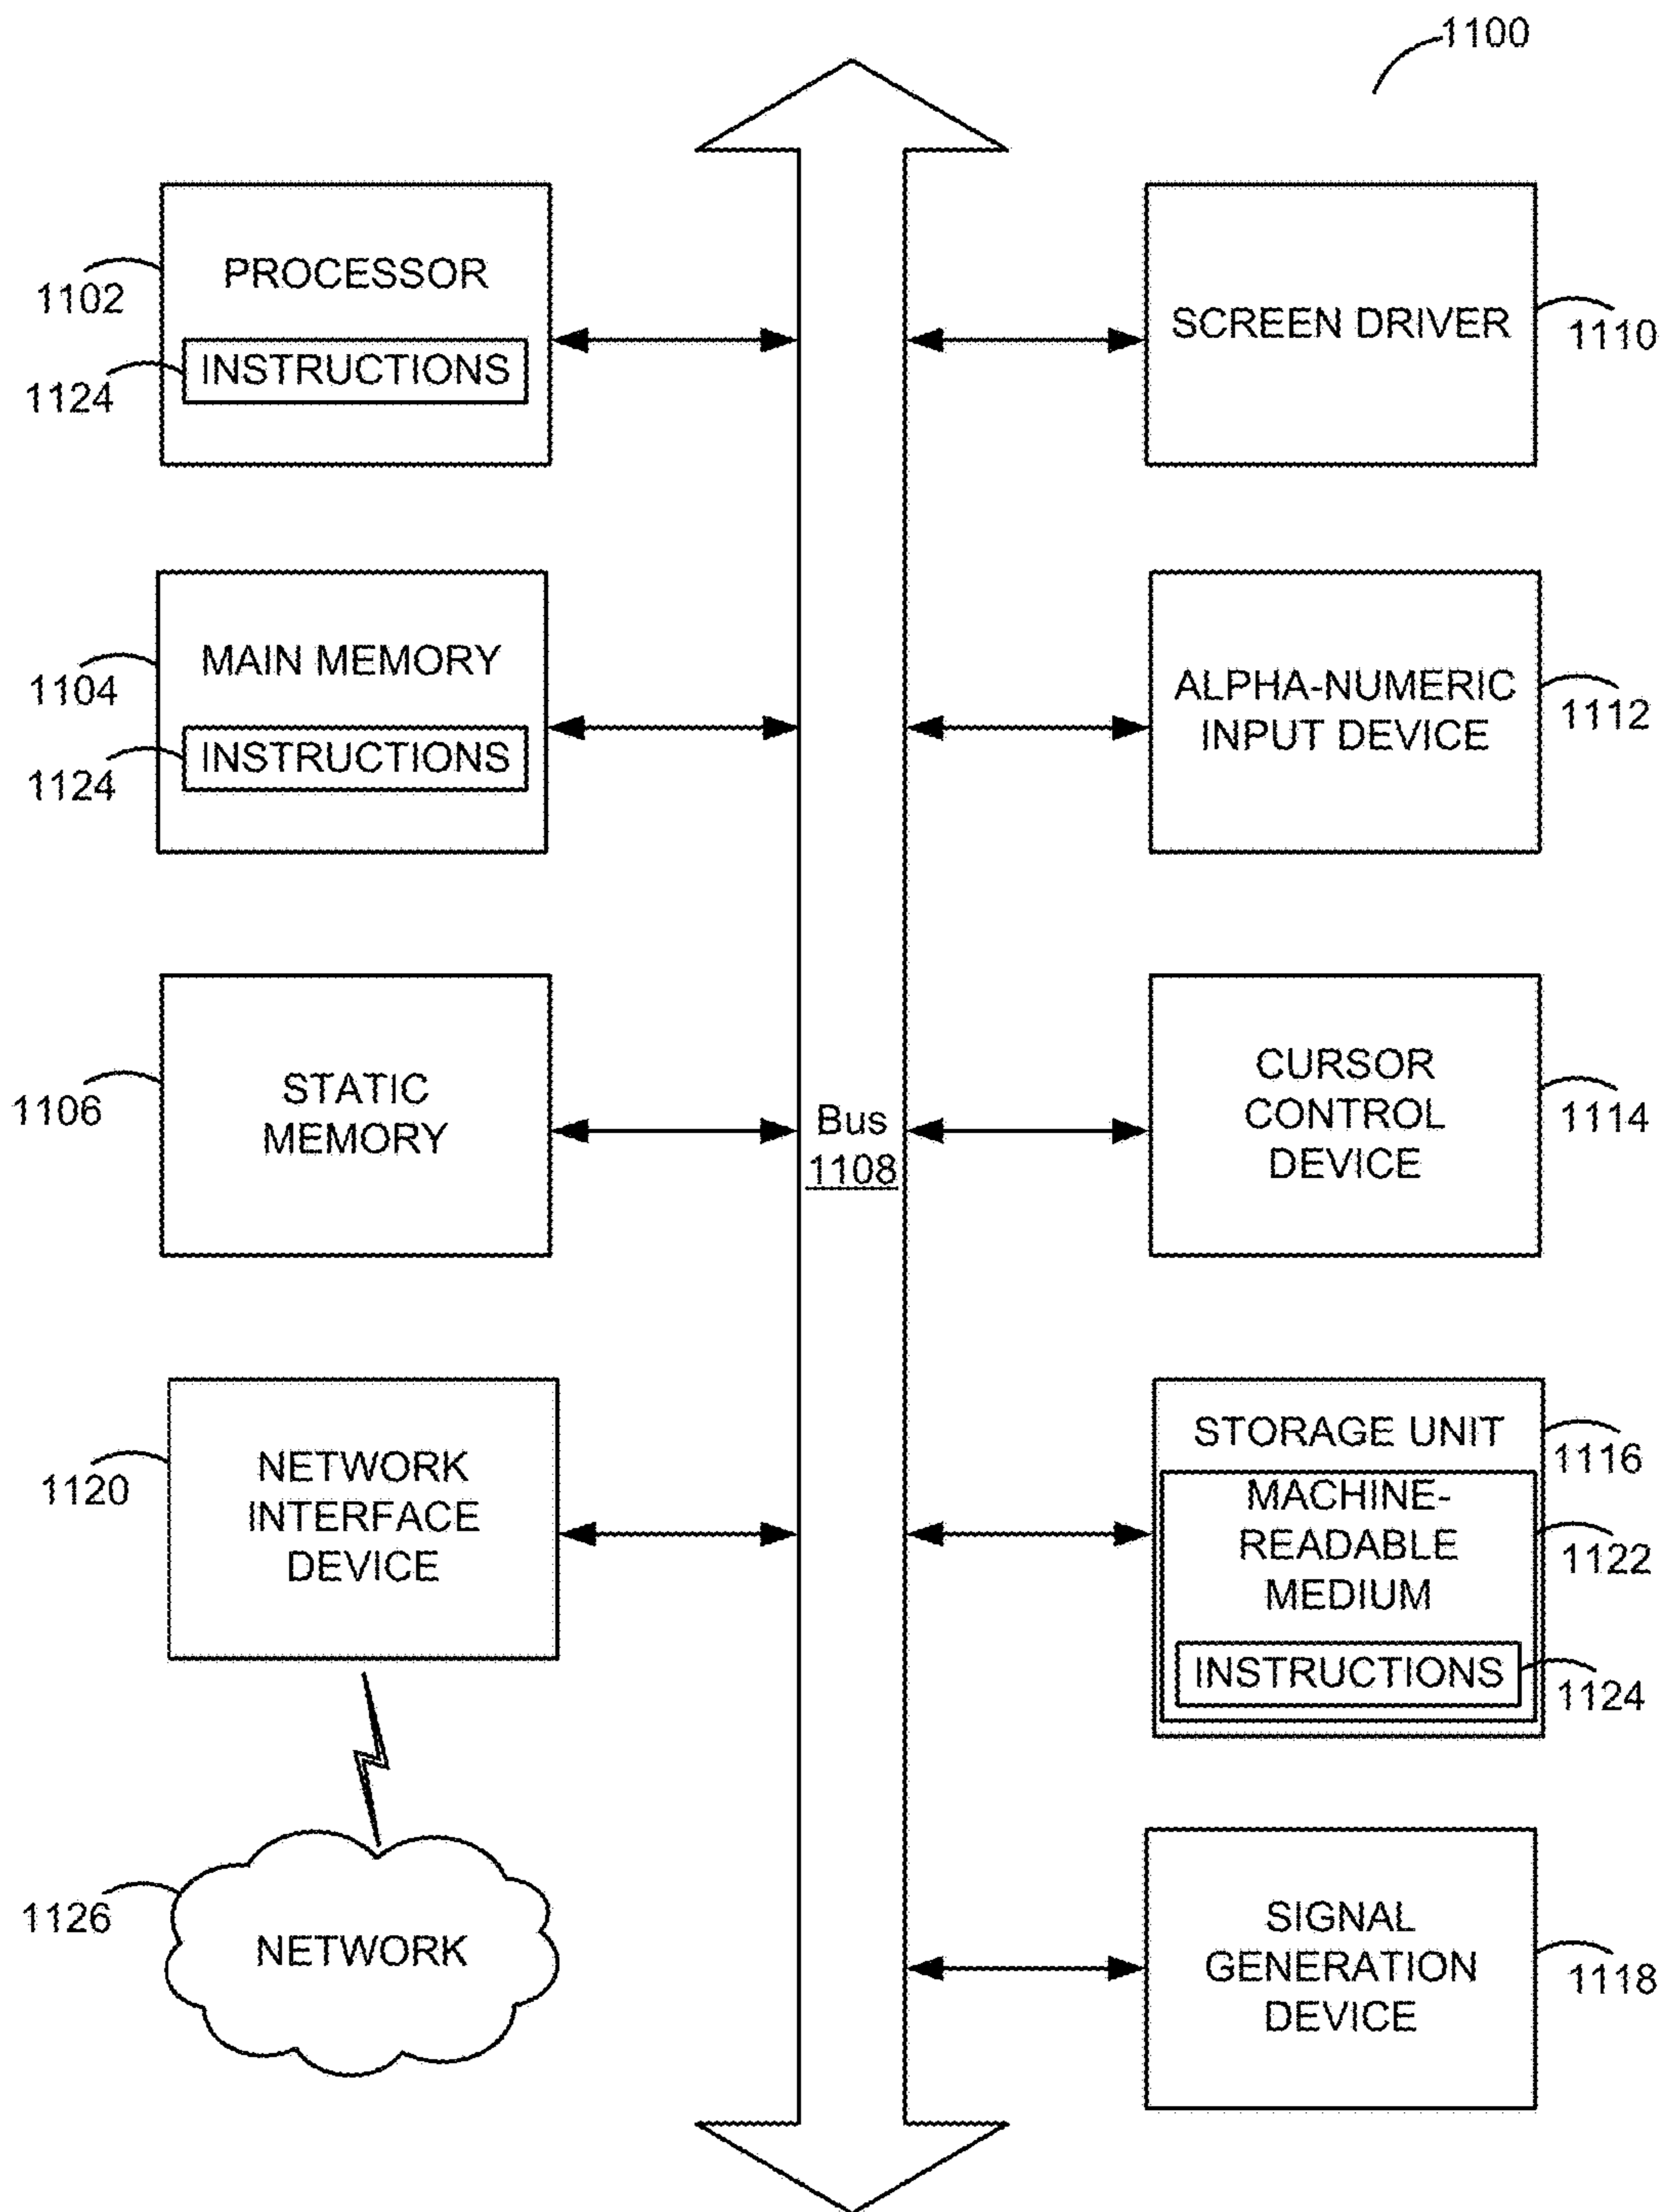 1100
PROCESSOR
1102
INSTRUCTIONS
1124
SCREEN DRIVER
1110
MAIN MEMORY
1104
INSTRUCTIONS
1124
ALPHA-NUMERIC
INPUT DEVICE
1112
STATIC
MEMORY
1106
Bus
1108
CURSOR
CONTROL
DEVICE
1114
NETWORK
INTERFACE
DEVICE
1120
STORAGE UNIT
1116
MACHINE-
READABLE
MEDIUM
1122
INSTRUCTIONS
1124
NETWORK
1126
SIGNAL
GENERATION
DEVICE
1118